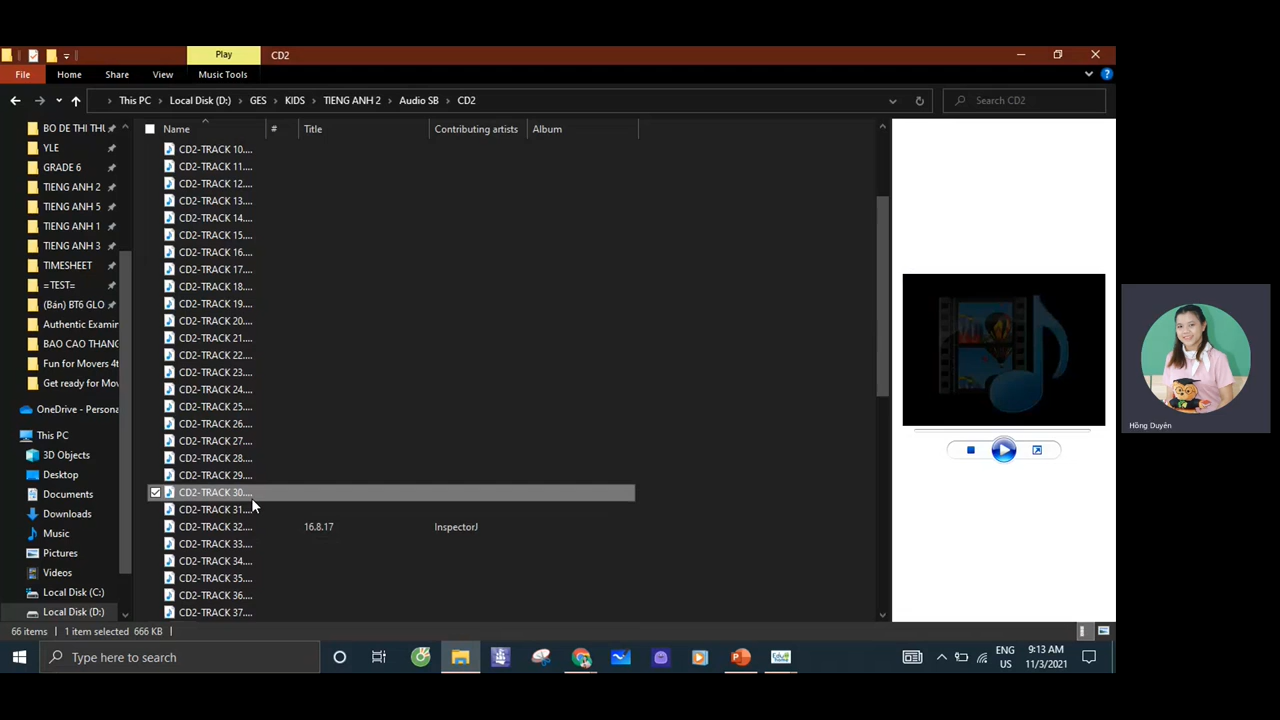 Play CD2
File Home Share View Music Tools
This PC Local Disk (D:) GES KIDS TIENG ANH 2 Audio SB CD2 Search CD2
BO DE THI THU
YLE
GRADE 6
TIENG ANH 2
TIENG ANH 5
TIENG ANH 1
TIENG ANH 3
TIMESHEET
=TEST=
(Bán) BT6 GLO
Authentic Examin
BAO CAO THANG
Fun for Movers 4t
Get ready for Mov
OneDrive - Persona
This PC
3D Objects
Desktop
Documents
Downloads
Music
Pictures
Videos
Local Disk (C:)
Local Disk (D:)
Name # Title Contributing artists Album
CD2-TRACK 10....
CD2-TRACK 11....
CD2-TRACK 12....
CD2-TRACK 13....
CD2-TRACK 14....
CD2-TRACK 15....
CD2-TRACK 16....
CD2-TRACK 17....
CD2-TRACK 18....
CD2-TRACK 19....
CD2-TRACK 20....
CD2-TRACK 21....
CD2-TRACK 22....
CD2-TRACK 23....
CD2-TRACK 24....
CD2-TRACK 25....
CD2-TRACK 26....
CD2-TRACK 27....
CD2-TRACK 28....
CD2-TRACK 29....
CD2-TRACK 30....
CD2-TRACK 31....
CD2-TRACK 32.... 16.8.17 InspectorJ
CD2-TRACK 33....
CD2-TRACK 34....
CD2-TRACK 35....
CD2-TRACK 36....
CD2-TRACK 37....
Hồng Duyên
66 items 1 item selected 666 KB
Type here to search
Edu
home
ENG
US
9:13 AM
11/3/2021